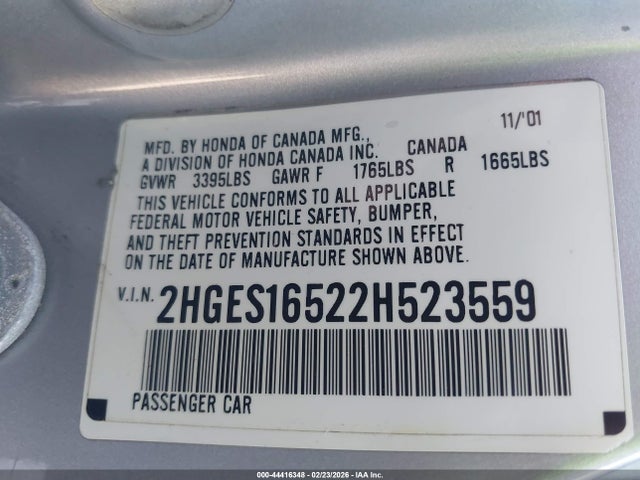 MFD. BY HONDA OF CANADA MFG., 11/'01
A DIVISION OF HONDA CANADA INC. CANADA
GVWR 3395LBS GAWR F 1765LBS R 1665LBS
THIS VEHICLE CONFORMS TO ALL APPLICABLE
FEDERAL MOTOR VEHICLE SAFETY, BUMPER,
AND THEFT PREVENTION STANDARDS IN EFFECT
ON THE DATE OF MANUFACTURE SHOWN ABOVE.
V.I.N. 2HGES16522H523559
PASSENGER CAR
000-44416348 - 02/23/2026 - IAA Inc.